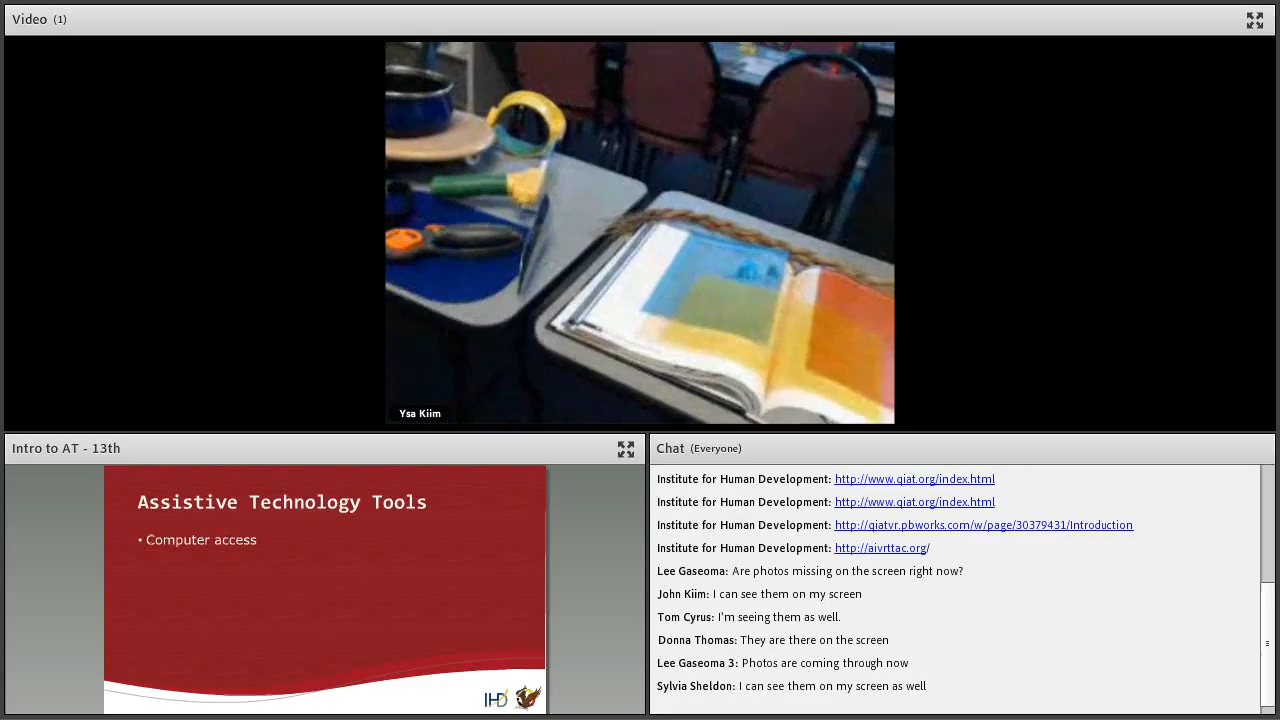 Video (1)
Ysa Kiim
Intro to AT - 13th
Assistive Technology Tools
• Computer access
IHD
Chat (Everyone)
Institute for Human Development: http://www.qiat.org/index.html
Institute for Human Development: http://www.qiat.org/index.html
Institute for Human Development: http://qiatvr.pbworks.com/w/page/30379431/Introduction
Institute for Human Development: http://aivrttac.org/
Lee Gaseoma: Are photos missing on the screen right now?
John Kiim: I can see them on my screen
Tom Cyrus: I'm seeing them as well.
Donna Thomas: They are there on the screen
Lee Gaseoma 3: Photos are coming through now
Sylvia Sheldon: I can see them on my screen as well